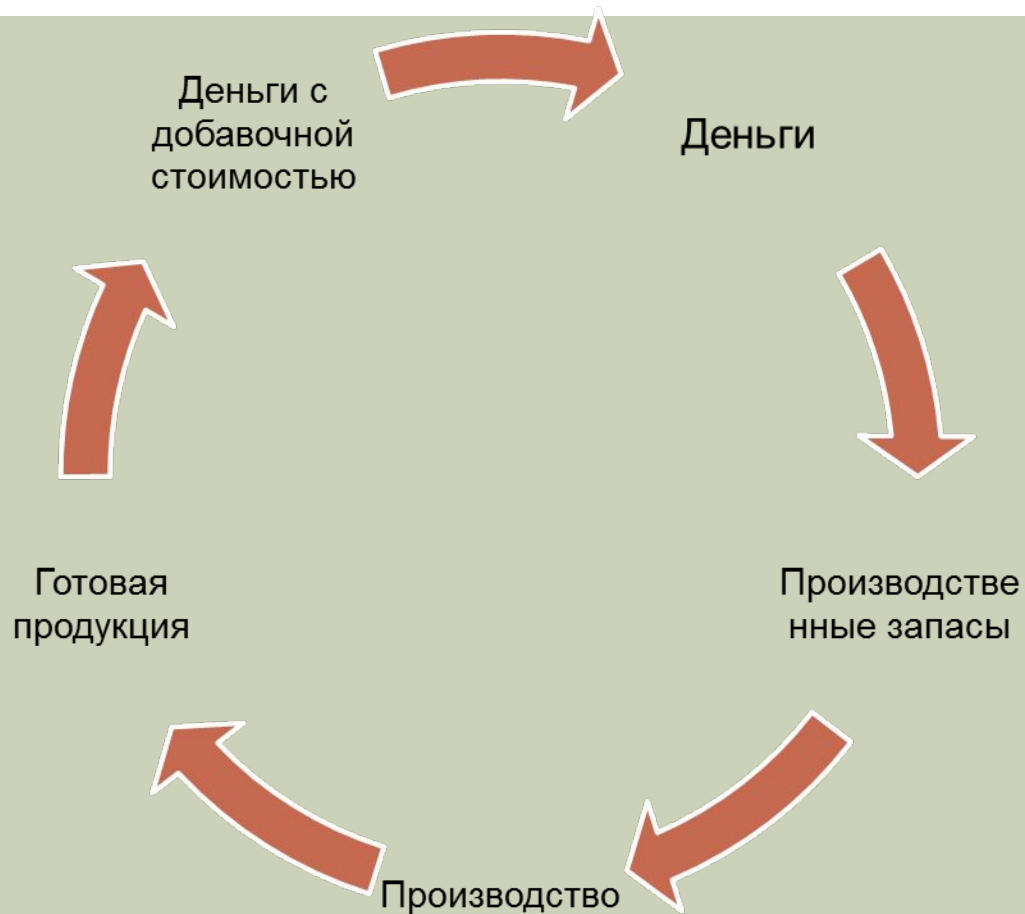 Деньги с
добавочной
стоимостью
Деньги
Производстве
нные запасы
Производство
Готовая
продукция